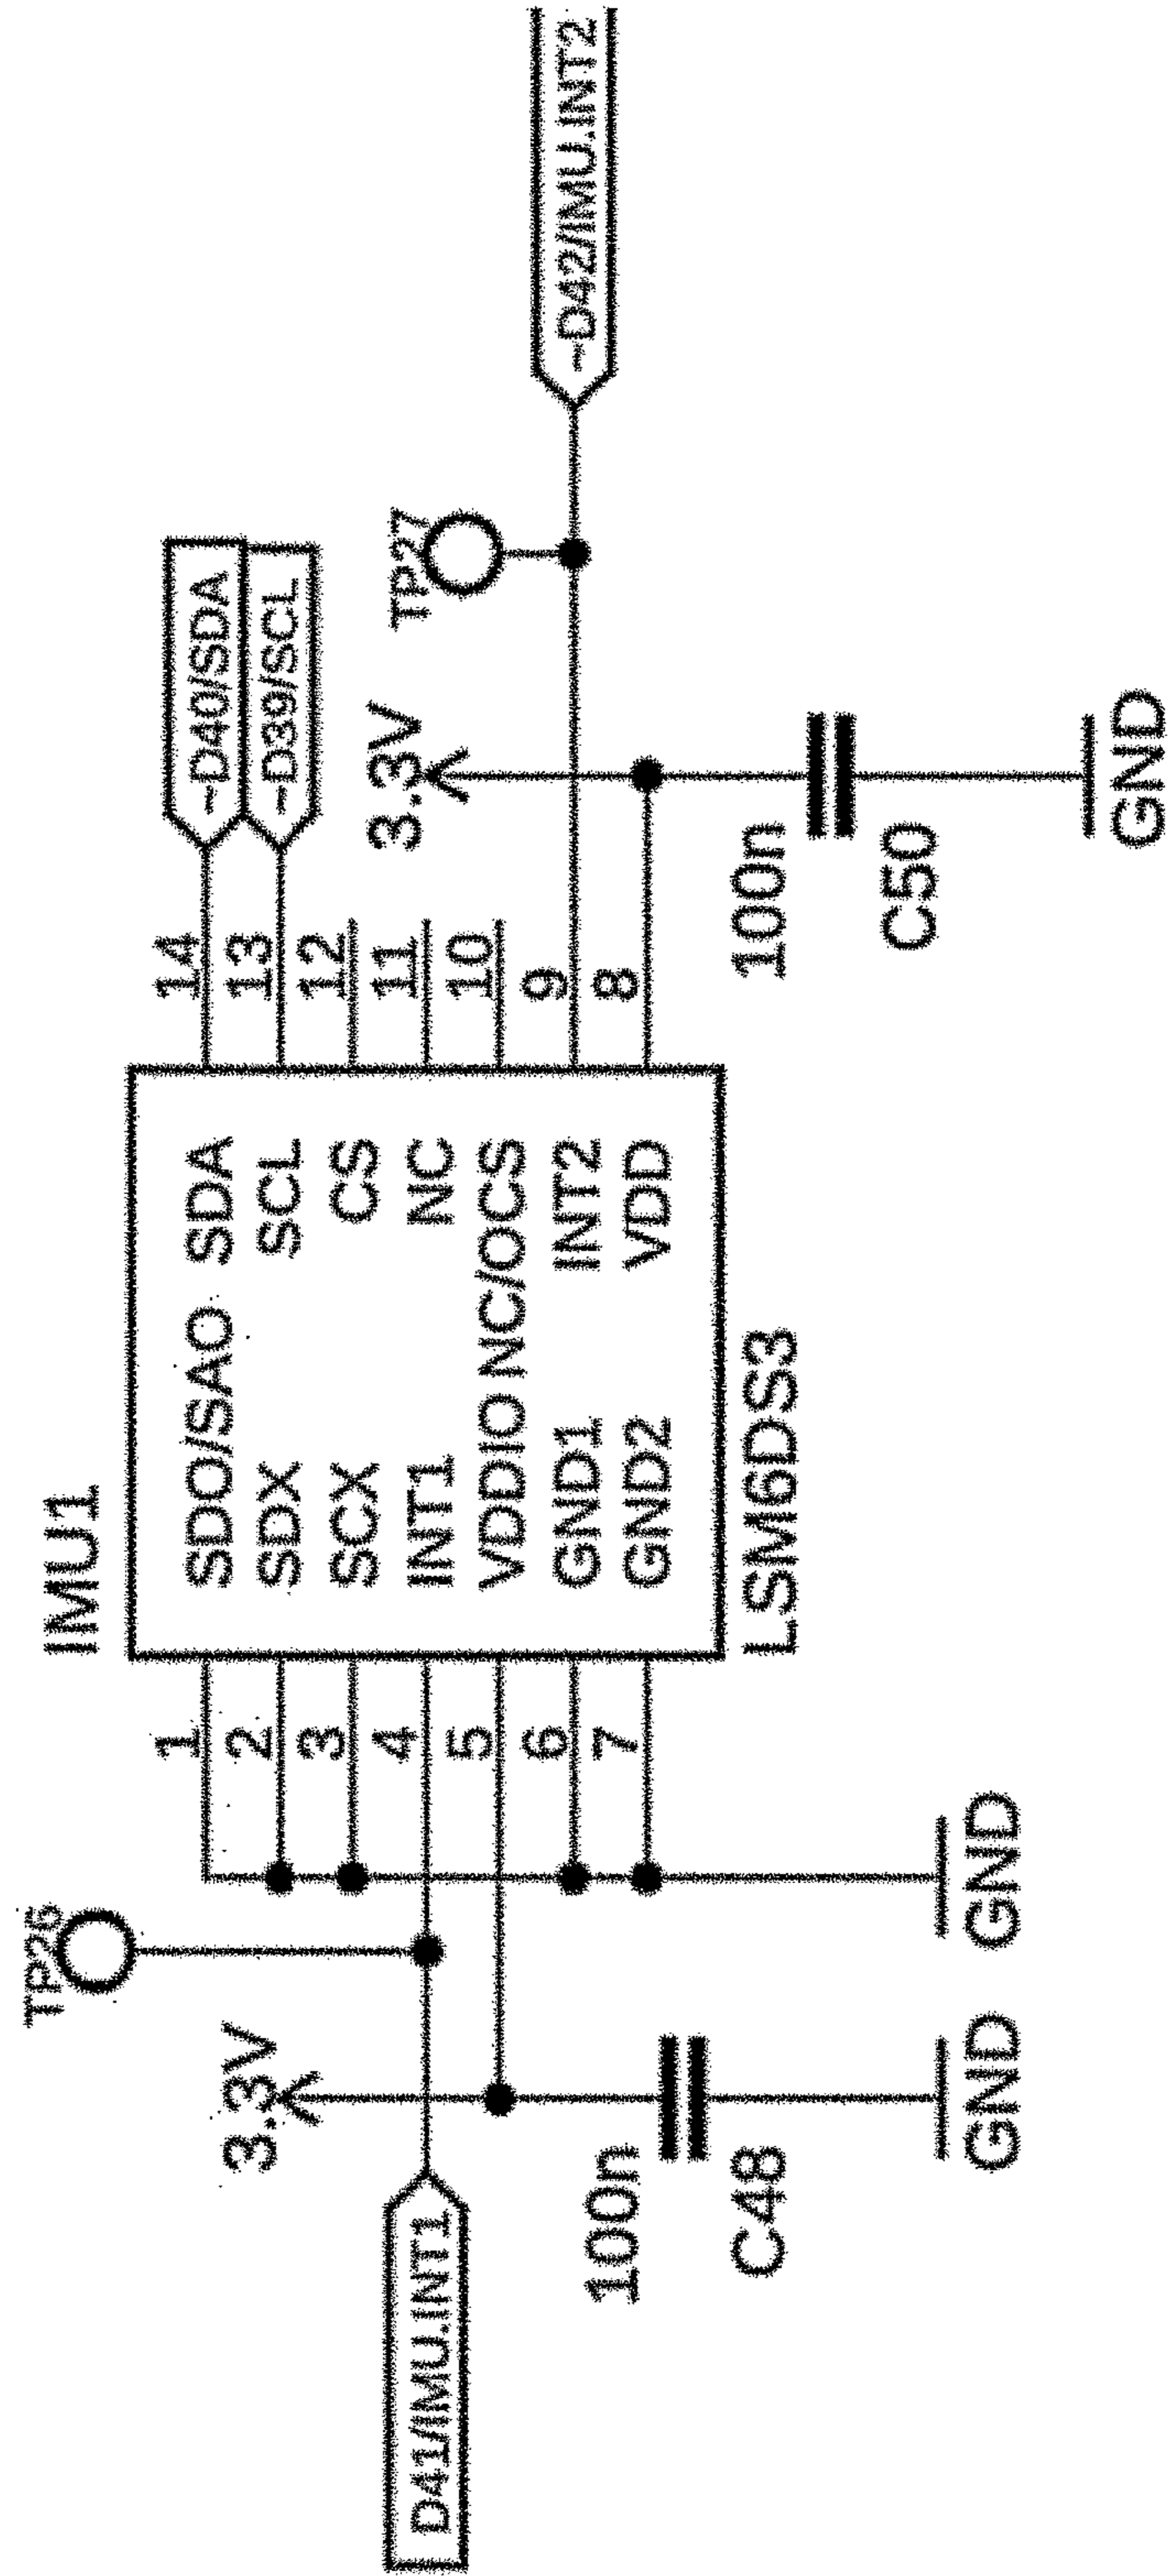 IMU1
TP26
3.3V
D41/IMU.INT1
100n
C48
GND
GND
1
2
3
4
5
6
7
SDO/SAO SDA
SDX SCL
SCX CS
INT1 NC
VDDIO NC/OCS
GND1 INT2
GND2 VDD
LSM6DS3
14
13
12
11
10
9
8
~D40/SDA
~D39/SCL
3.3V
TP27
~D42/IMU.INT2
100n
C50
GND